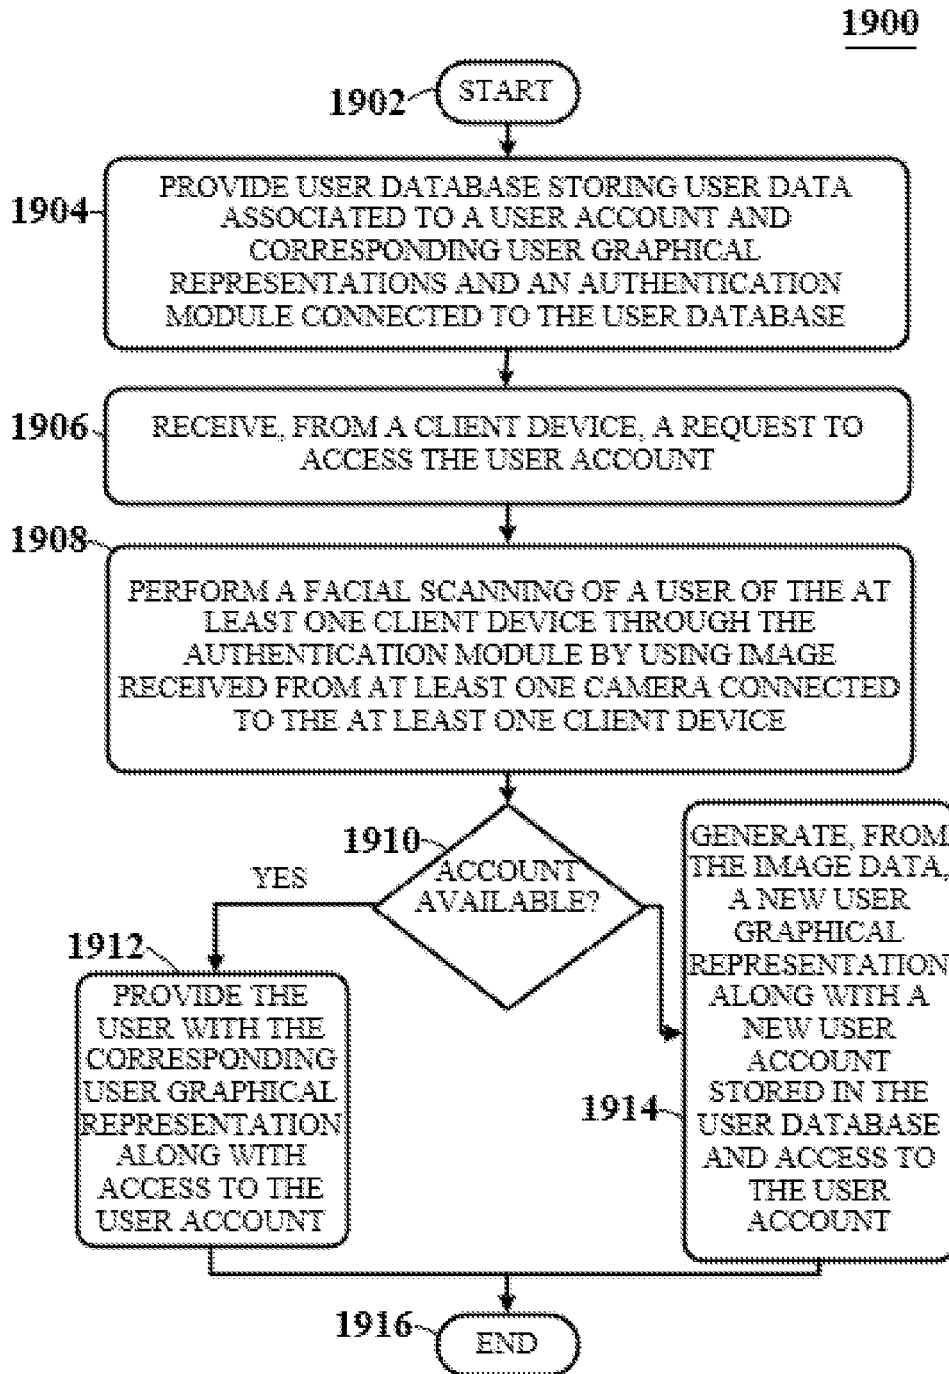 1900
1902
START
1904
PROVIDE USER DATABASE STORING USER DATA
ASSOCIATED TO A USER ACCOUNT AND
CORRESPONDING USER GRAPHICAL
REPRESENTATIONS AND AN AUTHENTICATION
MODULE CONNECTED TO THE USER DATABASE
1906
RECEIVE, FROM A CLIENT DEVICE, A REQUEST TO
ACCESS THE USER ACCOUNT
1908
PERFORM A FACIAL SCANNING OF A USER OF THE AT
LEAST ONE CLIENT DEVICE THROUGH THE
AUTHENTICATION MODULE BY USING IMAGE
RECEIVED FROM AT LEAST ONE CAMERA CONNECTED
TO THE AT LEAST ONE CLIENT DEVICE
1910
ACCOUNT
AVAILABLE?
YES
1912
PROVIDE THE
USER WITH THE
CORRESPONDING
USER GRAPHICAL
REPRESENTATION
ALONG WITH
ACCESS TO THE
USER ACCOUNT
GENERATE, FROM
THE IMAGE DATA,
A NEW USER
GRAPHICAL
REPRESENTATION
ALONG WITH A
NEW USER
ACCOUNT
STORED IN THE
USER DATABASE
AND ACCESS TO
THE USER
ACCOUNT
1914
1916
END